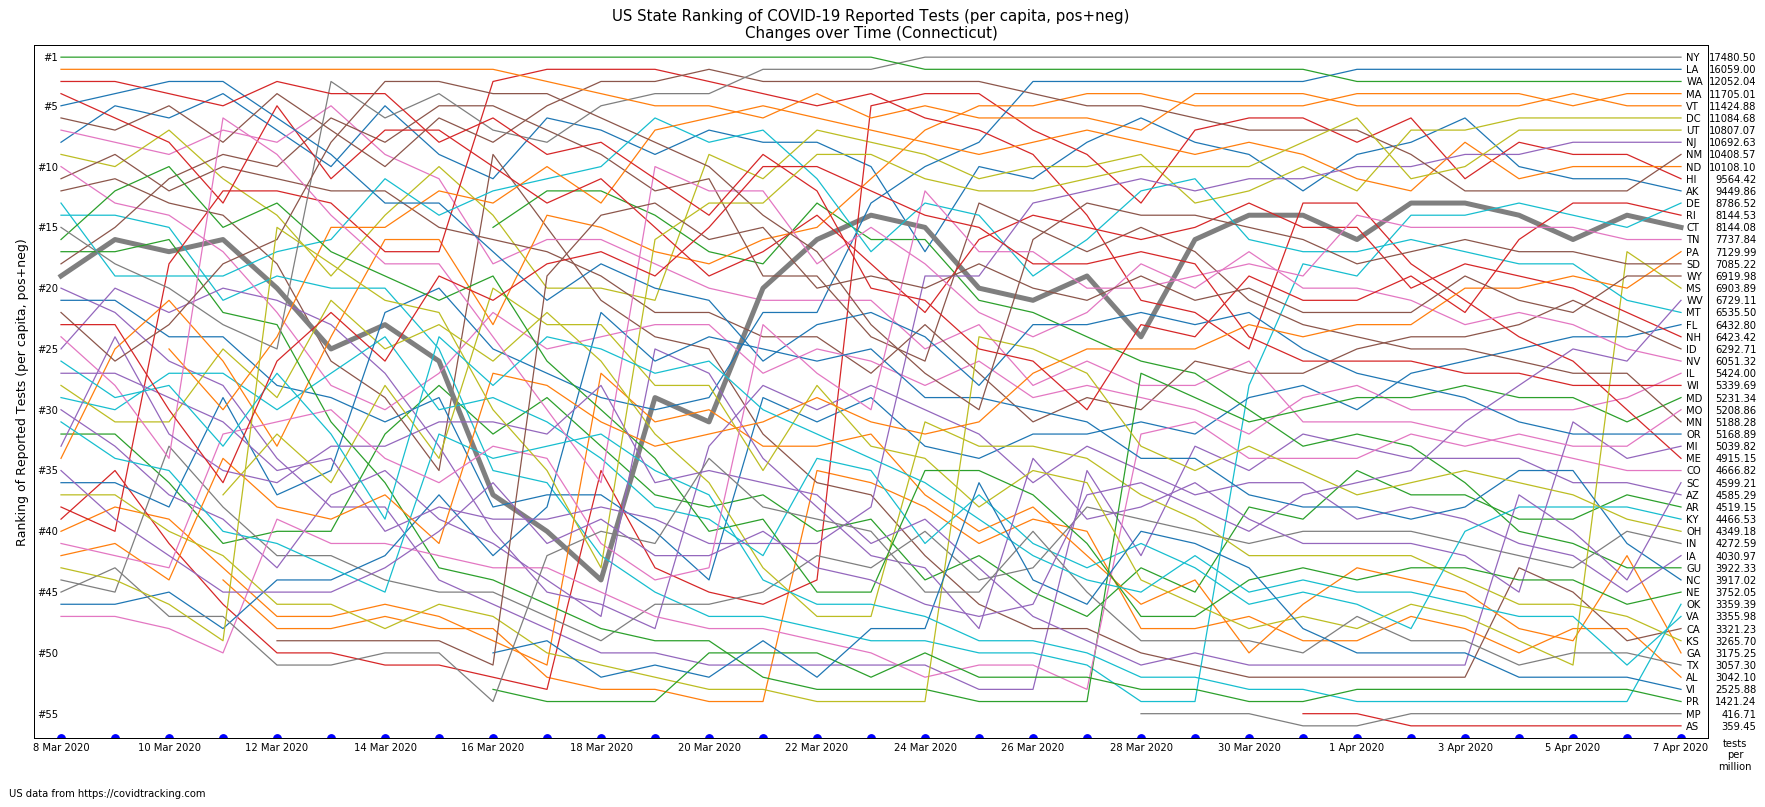 US State Ranking of COVID-19 Reported Tests (per capita, pos+neg)
Changes over Time (Connecticut)
Ranking of Reported Tests (per capita, pos+neg)
#1
#5
#10
#15
#20
#25
#30
#35
#40
#45
#50
#55
NY 17480.50
LA 16059.00
WA 12052.04
MA 11705.01
VT 11424.88
DC 11084.68
UT 10807.07
NJ 10692.63
NM 10408.57
ND 10108.10
HI 9564.42
AK 9449.86
DE 8786.52
RI 8144.53
CT 8144.08
TN 7737.84
PA 7129.99
SD 7085.22
WY 6919.98
MS 6903.89
WV 6729.11
MT 6535.50
FL 6432.80
NH 6423.42
ID 6292.71
NV 6051.32
IL 5424.00
WI 5339.69
MD 5231.34
MO 5208.86
MN 5188.28
OR 5168.89
MI 5039.82
ME 4915.15
CO 4666.82
SC 4599.21
AZ 4585.29
AR 4519.15
KY 4466.53
OH 4349.18
IN 4272.59
IA 4030.97
GU 3922.33
NC 3917.02
NE 3752.05
OK 3359.39
VA 3355.98
CA 3321.23
KS 3265.70
GA 3175.25
TX 3057.30
AL 3042.10
VI 2525.88
PR 1421.24
MP 416.71
AS 359.45
8 Mar 2020 10 Mar 2020 12 Mar 2020 14 Mar 2020 16 Mar 2020 18 Mar 2020 20 Mar 2020 22 Mar 2020 24 Mar 2020 26 Mar 2020 28 Mar 2020 30 Mar 2020 1 Apr 2020 3 Apr 2020 5 Apr 2020 7 Apr 2020
tests
per
million
US data from https://covidtracking.com